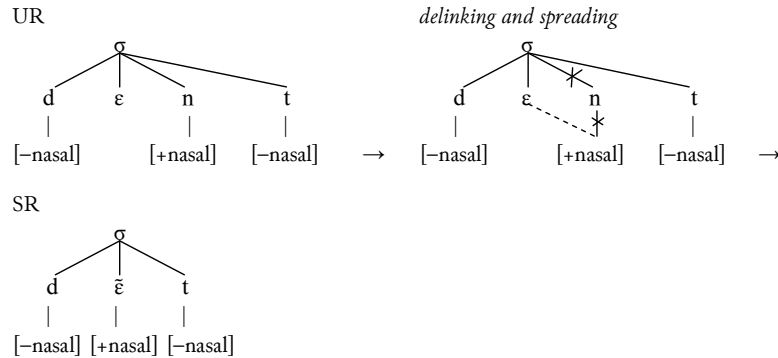 UR delinking and spreading
σ σ
d ɛ n t d ɛ n t
[−nasal] [+nasal] [−nasal] → [−nasal] [+nasal] [−nasal] →
SR
σ
d ɛ̃ t
[−nasal] [+nasal] [−nasal]